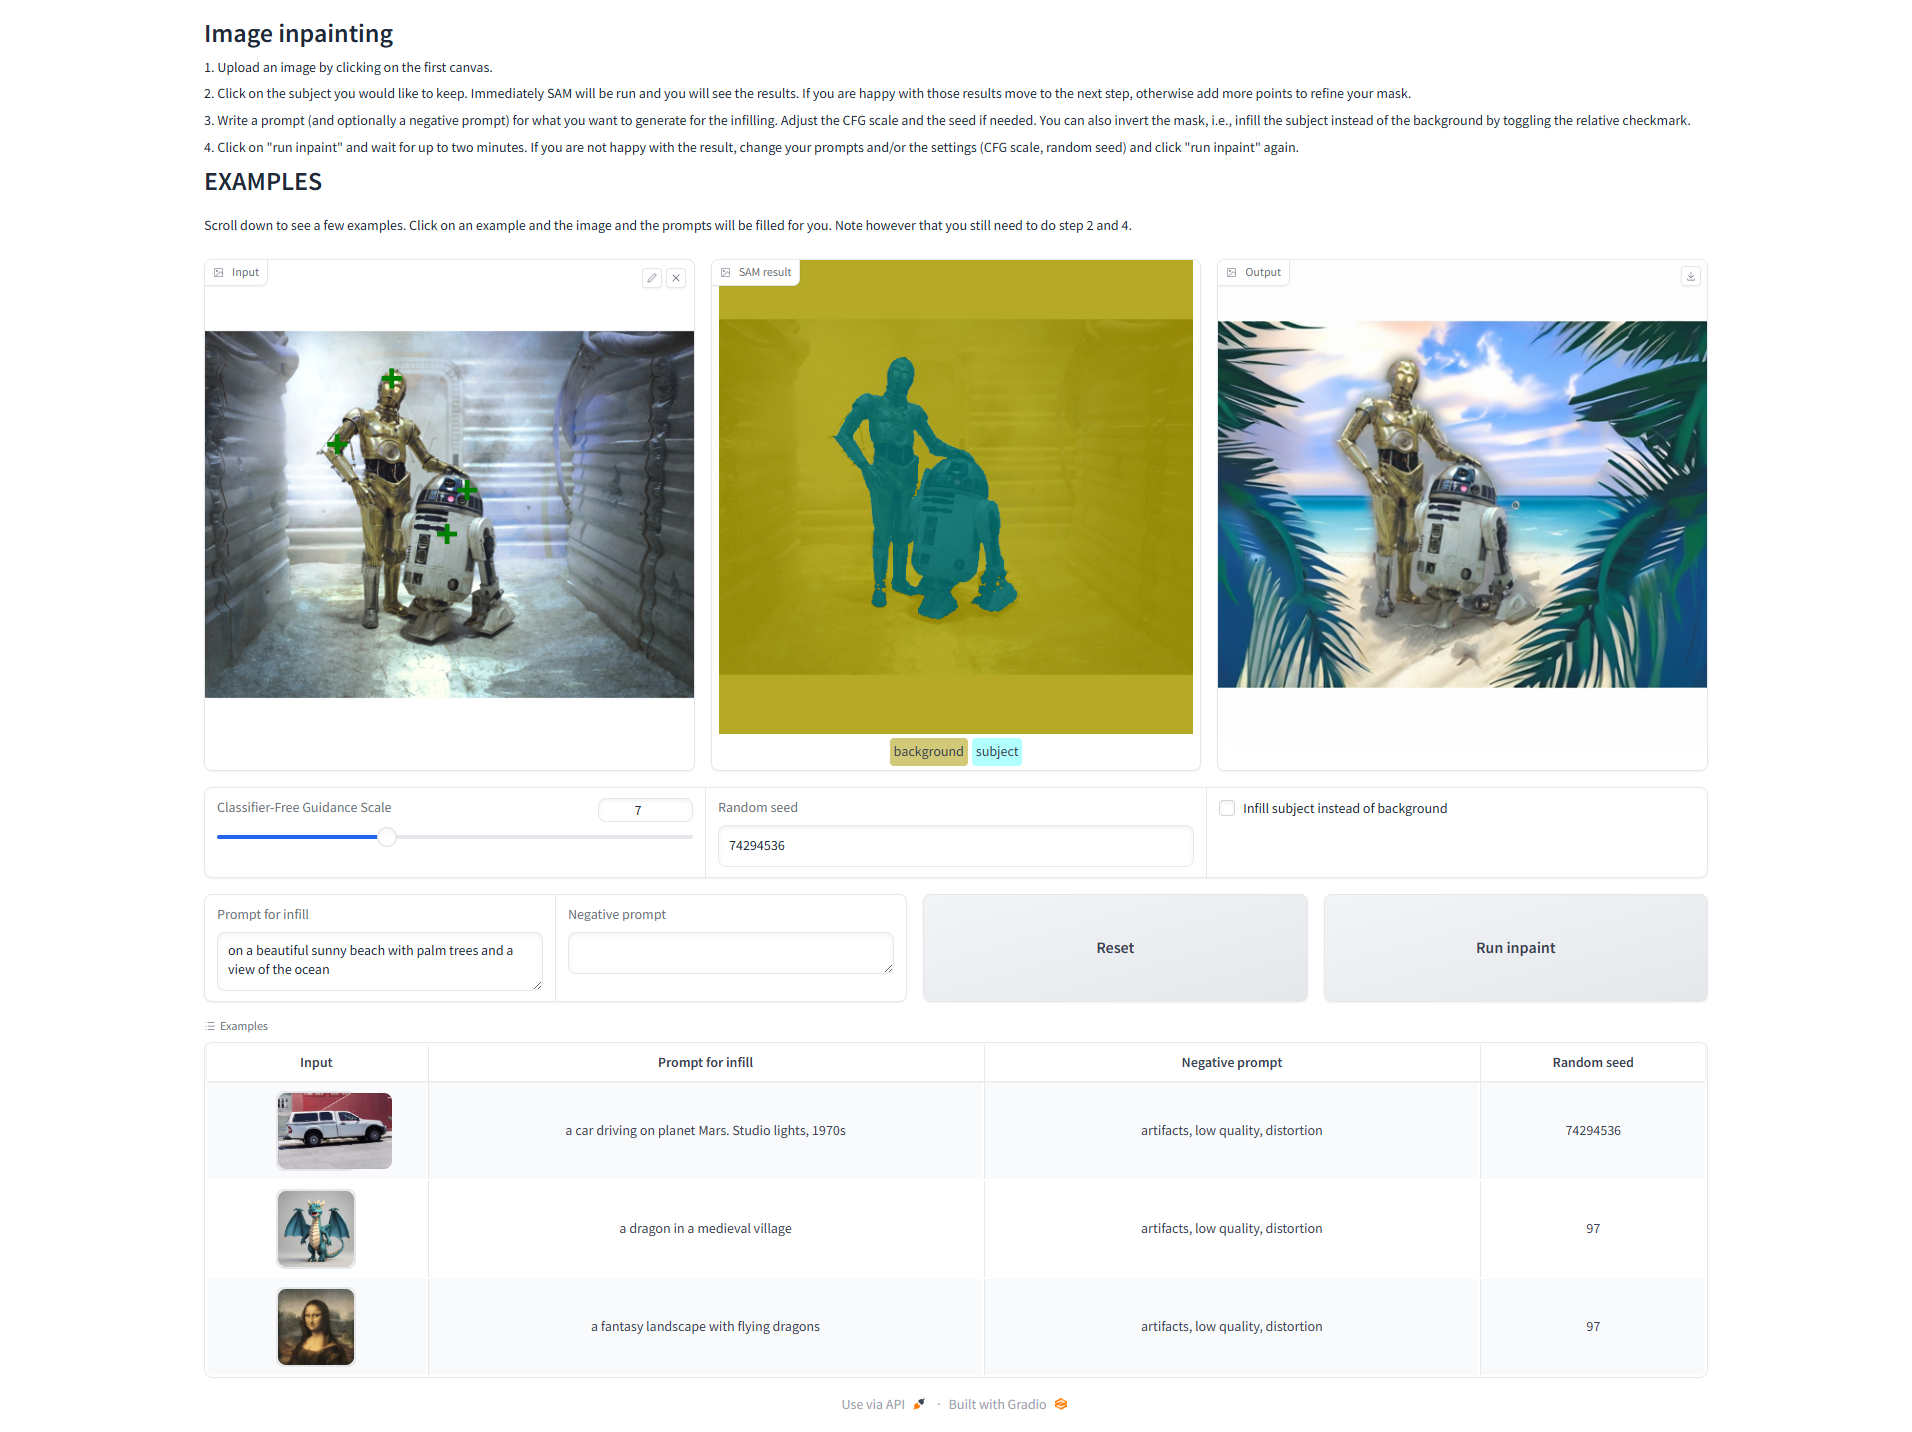 Image inpainting
1. Upload an image by clicking on the first canvas.
2. Click on the subject you would like to keep. Immediately SAM will be run and you will see the results. If you are happy with those results move to the next step, otherwise add more points to refine your mask.
3. Write a prompt (and optionally a negative prompt) for what you want to generate for the infilling. Adjust the CFG scale and the seed if needed. You can also invert the mask, i.e., infill the subject instead of the background by toggling the relative checkmark.
4. Click on "run inpaint" and wait for up to two minutes. If you are not happy with the result, change your prompts and/or the settings (CFG scale, random seed) and click "run inpaint" again.
EXAMPLES
Scroll down to see a few examples. Click on an example and the image and the prompts will be filled for you. Note however that you still need to do step 2 and 4.
Input
SAM result
Output
background subject
Classifier-Free Guidance Scale
7
Random seed
74294536
Infill subject instead of background
Prompt for infill
on a beautiful sunny beach with palm trees and a
view of the ocean
Negative prompt
Reset
Run inpaint
Examples
Input Prompt for infill Negative prompt Random seed
a car driving on planet Mars. Studio lights, 1970s artifacts, low quality, distortion 74294536
a dragon in a medieval village artifacts, low quality, distortion 97
a fantasy landscape with flying dragons artifacts, low quality, distortion 97
Use via API · Built with Gradio